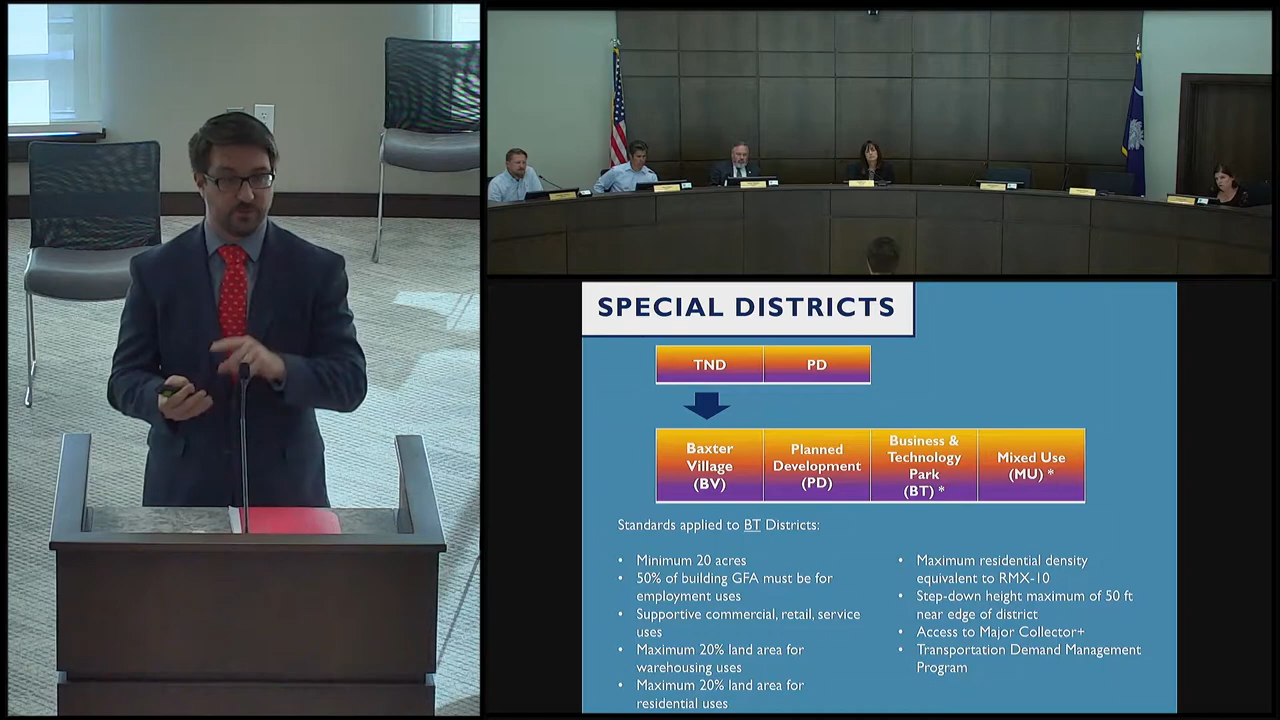 SPECIAL DISTRICTS
TND PD
Baxter
Village
(BV)
Planned
Development
(PD)
Business &
Technology
Park
(BT) *
Mixed Use
(MU) *
Standards applied to BT Districts:
• Minimum 20 acres
• 50% of building GFA must be for
employment uses
• Supportive commercial, retail, service
uses
• Maximum 20% land area for
warehousing uses
• Maximum 20% land area for
residential uses
• Maximum residential density
equivalent to RMX-10
• Step-down height maximum of 50 ft
near edge of district
• Access to Major Collector+
• Transportation Demand Management
Program